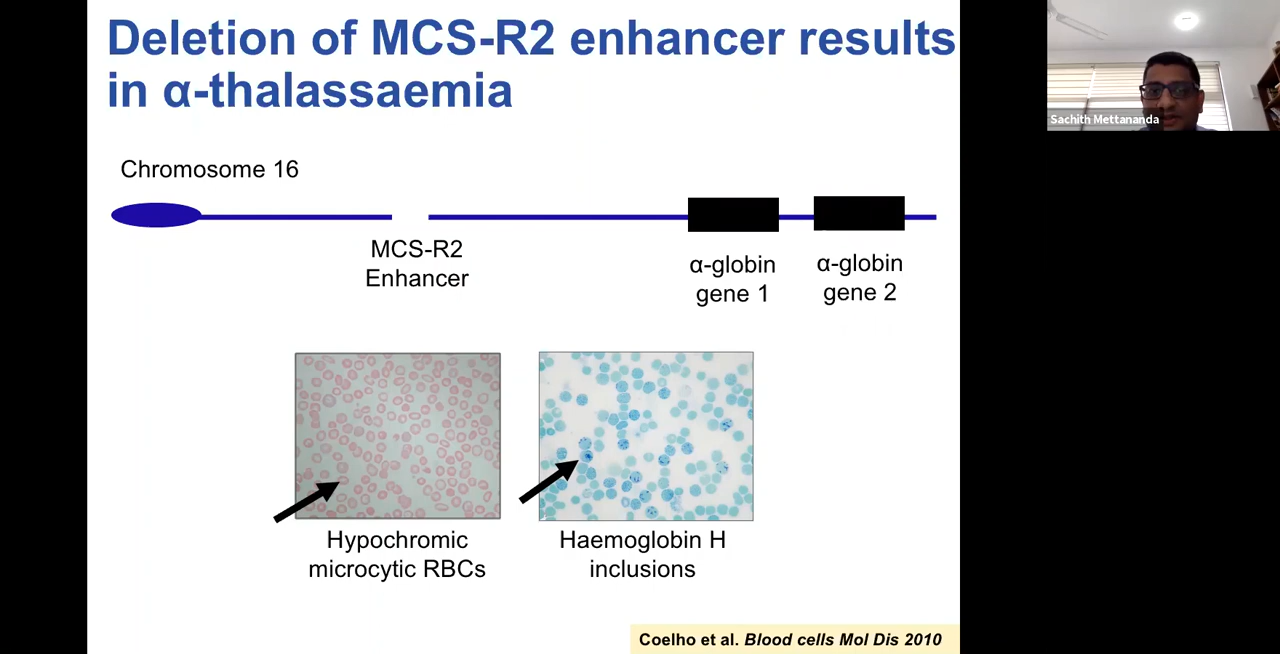 Deletion of MCS-R2 enhancer results
in α-thalassaemia
Sachith Mettananda
Chromosome 16
MCS-R2
Enhancer
α-globin
gene 1
α-globin
gene 2
Hypochromic
microcytic RBCs
Haemoglobin H
inclusions
Coelho et al. Blood cells Mol Dis 2010